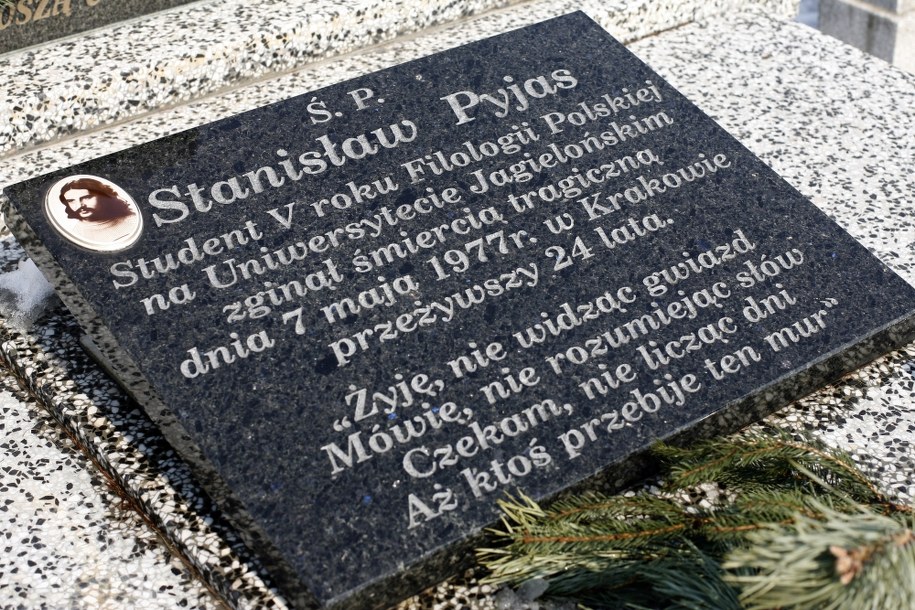 Ś. P.
Stanisław Pyjas
Student V roku Filologii Polskiej
na Uniwersytecie Jagielońskim
zginął śmiercią tragiczną
dnia 7 maja 1977r. w Krakowie
przeżywszy 24 lata.
„Żyję, nie widząc gwiazd
Mówię, nie rozumiejąc słów
Czekam, nie licząc dni
Aż ktoś przebije ten mur”